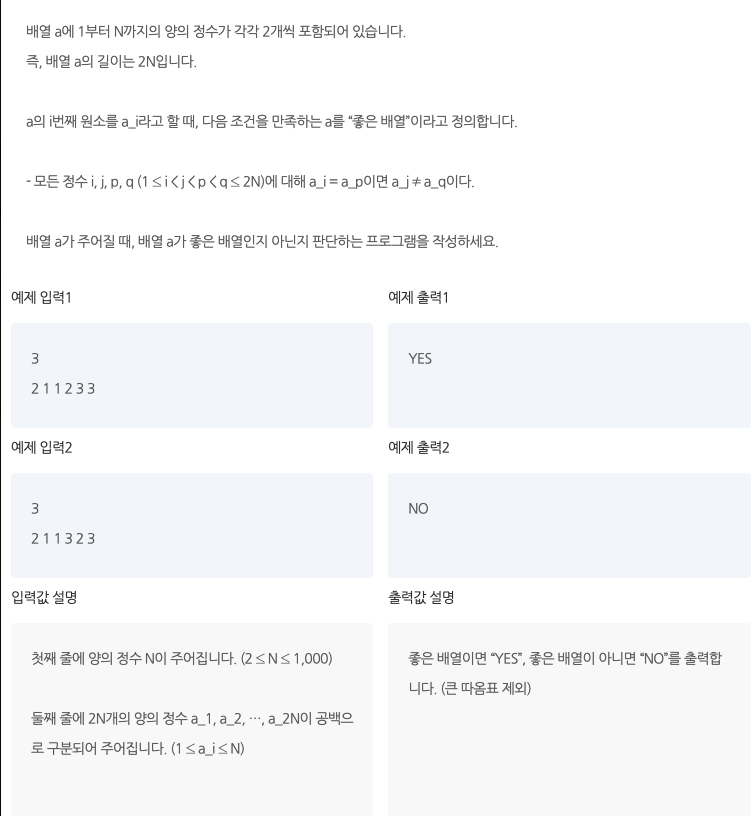 배열 a에 1부터 N까지의 양의 정수가 각각 2개씩 포함되어 있습니다.
즉, 배열 a의 길이는 2N입니다.
a의 i번째 원소를 a_i라고 할 때, 다음 조건을 만족하는 a를 “좋은 배열”이라고 정의합니다.
- 모든 정수 i, j, p, q (1 ≤ i < j < p < q ≤ 2N)에 대해 a_i = a_p이면 a_j ≠ a_q이다.
배열 a가 주어질 때, 배열 a가 좋은 배열인지 아닌지 판단하는 프로그램을 작성하세요.
예제 입력1
예제 출력1
3
2 1 1 2 3 3
YES
예제 입력2
예제 출력2
3
2 1 1 3 2 3
NO
입력값 설명
출력값 설명
첫째 줄에 양의 정수 N이 주어집니다. (2 ≤ N ≤ 1,000)
둘째 줄에 2N개의 양의 정수 a_1, a_2, …, a_2N이 공백으
로 구분되어 주어집니다. (1 ≤ a_i ≤ N)
좋은 배열이면 “YES”, 좋은 배열이 아니면 “NO”를 출력합
니다. (큰 따옴표 제외)